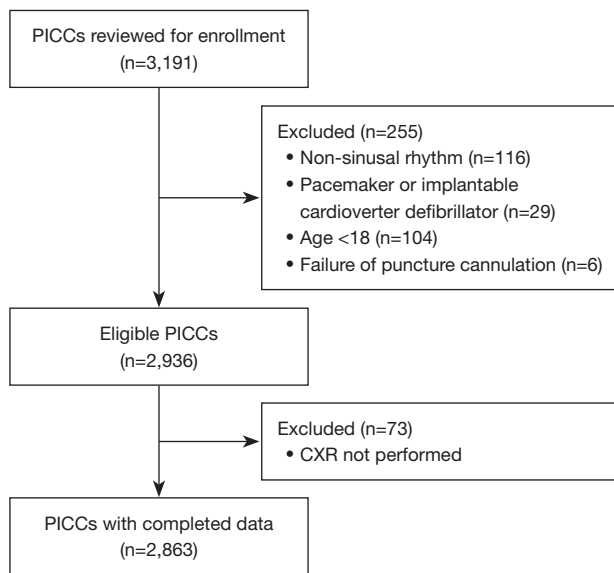 PICCs reviewed for enrollment
(n=3,191)
Excluded (n=255)
• Non-sinusal rhythm (n=116)
• Pacemaker or implantable
cardioverter defibrillator (n=29)
• Age <18 (n=104)
• Failure of puncture cannulation (n=6)
Eligible PICCs
(n=2,936)
Excluded (n=73)
• CXR not performed
PICCs with completed data
(n=2,863)